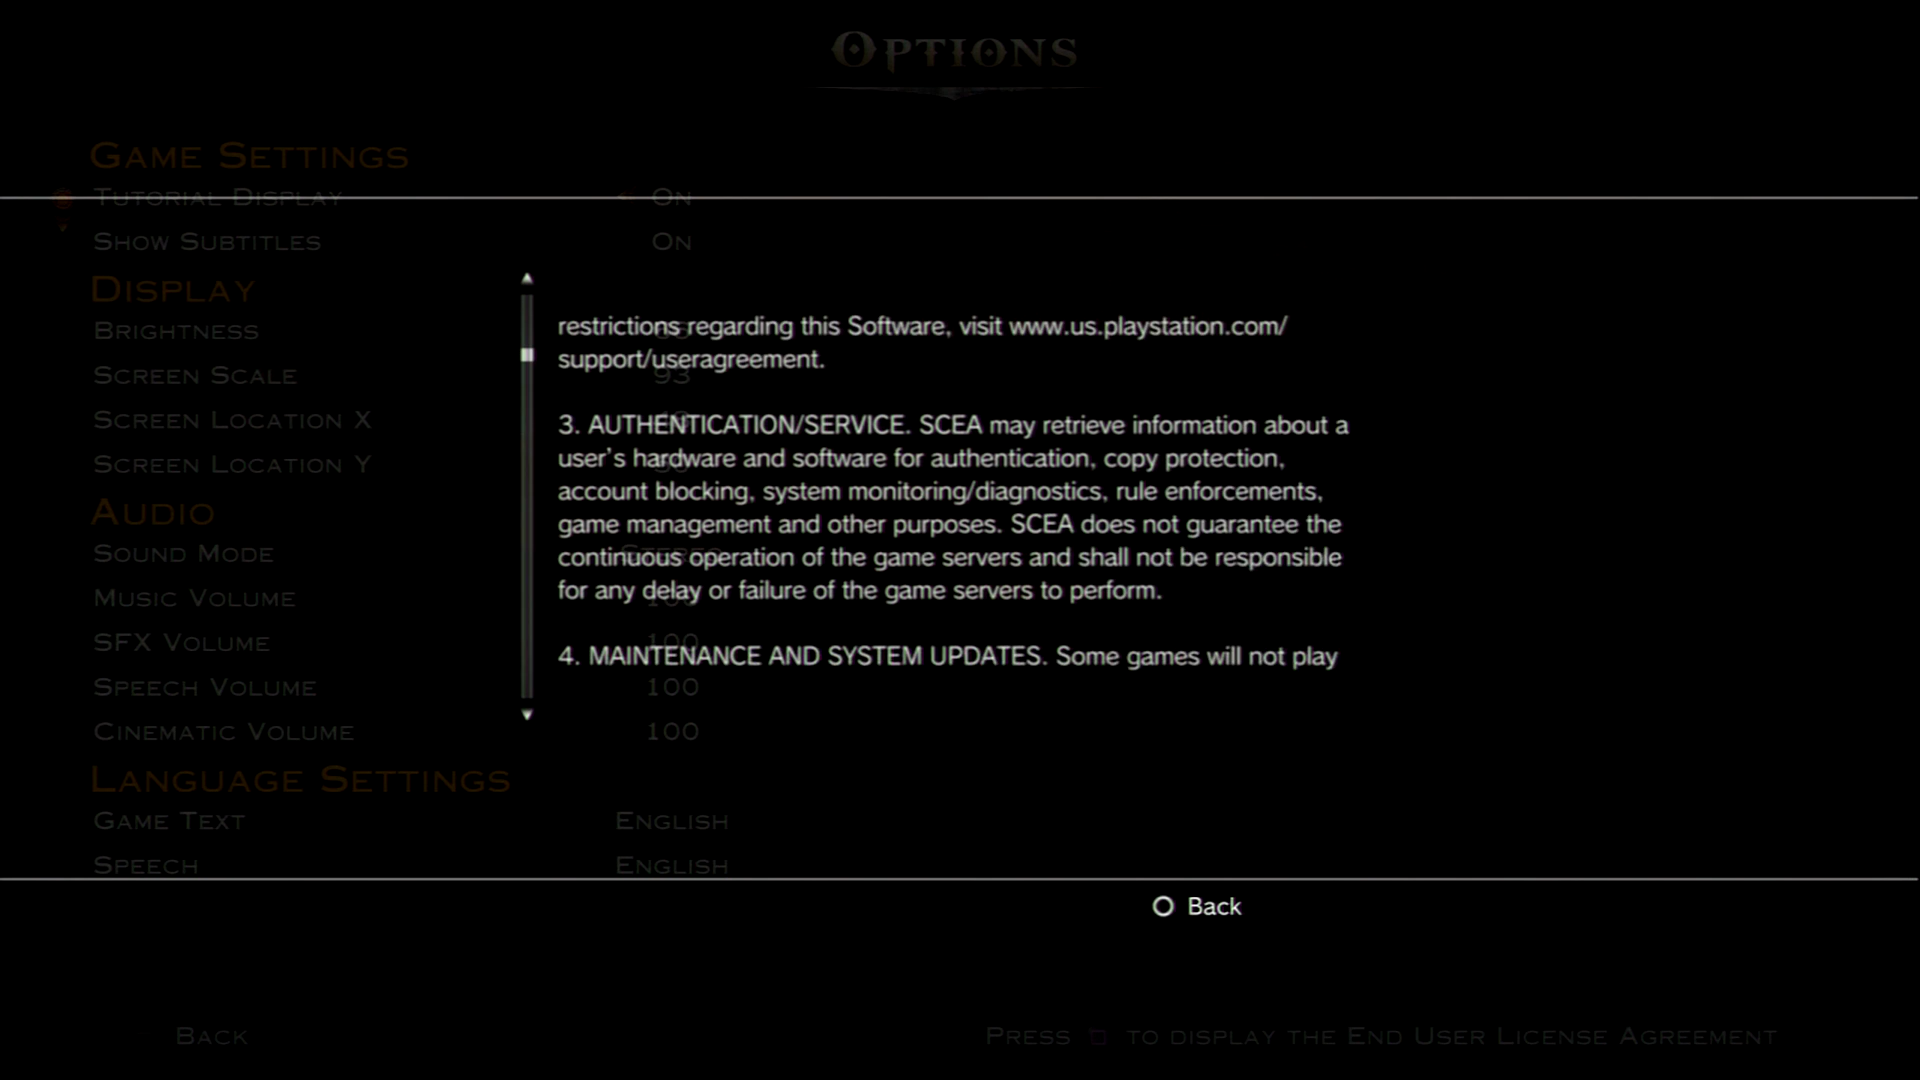 OPTIONS
GAME SETTINGS
TUTORIAL DISPLAY ON
SHOW SUBTITLES ON
DISPLAY
BRIGHTNESS
SCREEN SCALE 93
SCREEN LOCATION X
SCREEN LOCATION Y
AUDIO
SOUND MODE STEREO
MUSIC VOLUME 100
SFX VOLUME 100
SPEECH VOLUME 100
CINEMATIC VOLUME 100
LANGUAGE SETTINGS
GAME TEXT ENGLISH
SPEECH ENGLISH
restrictions regarding this Software, visit www.us.playstation.com/
support/useragreement.
3. AUTHENTICATION/SERVICE. SCEA may retrieve information about a
user's hardware and software for authentication, copy protection,
account blocking, system monitoring/diagnostics, rule enforcements,
game management and other purposes. SCEA does not guarantee the
continuous operation of the game servers and shall not be responsible
for any delay or failure of the game servers to perform.
4. MAINTENANCE AND SYSTEM UPDATES. Some games will not play
Back
BACK
PRESS TO DISPLAY THE END USER LICENSE AGREEMENT